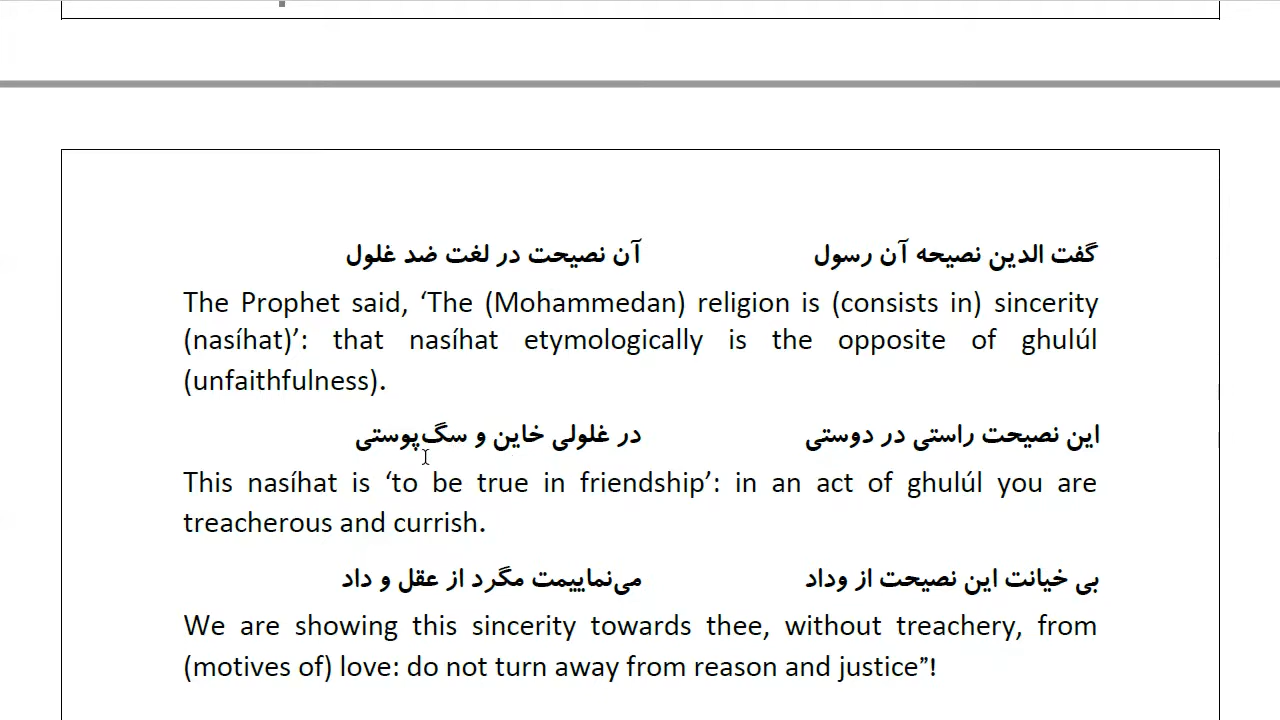 گفت الدین نصیحه آن رسول آن نصیحت در لغت ضد غلول
The Prophet said, ‘The (Mohammedan) religion is (consists in) sincerity
(nasíhat)’: that nasíhat etymologically is the opposite of ghulúl
(unfaithfulness).
این نصیحت راستی در دوستی در غلولی خاین و سگ‌پوستی
This nasíhat is ‘to be true in friendship’: in an act of ghulúl you are
treacherous and currish.
بی خیانت این نصیحت از وداد می‌نماییمت مگرد از عقل و داد
We are showing this sincerity towards thee, without treachery, from
(motives of) love: do not turn away from reason and justice”!